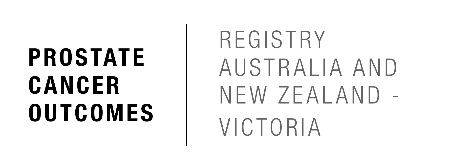 PROSTATE
CANCER
OUTCOMES
REGISTRY
AUSTRALIA AND
NEW ZEALAND -
VICTORIA